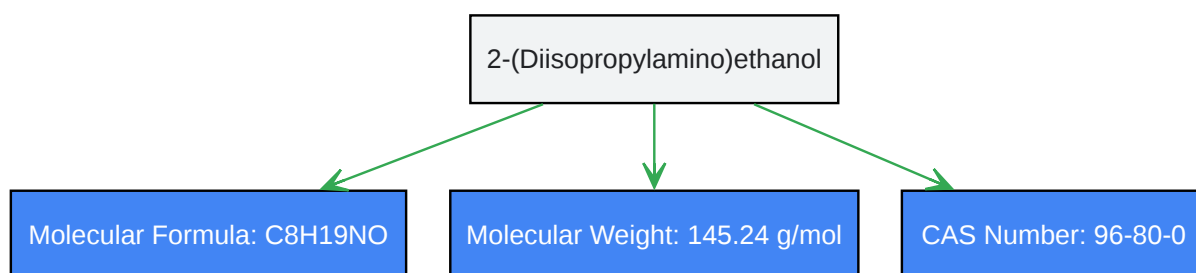 2-(Diisopropylamino)ethanol
Molecular Formula: C8H19NO
Molecular Weight: 145.24 g/mol
CAS Number: 96-80-0